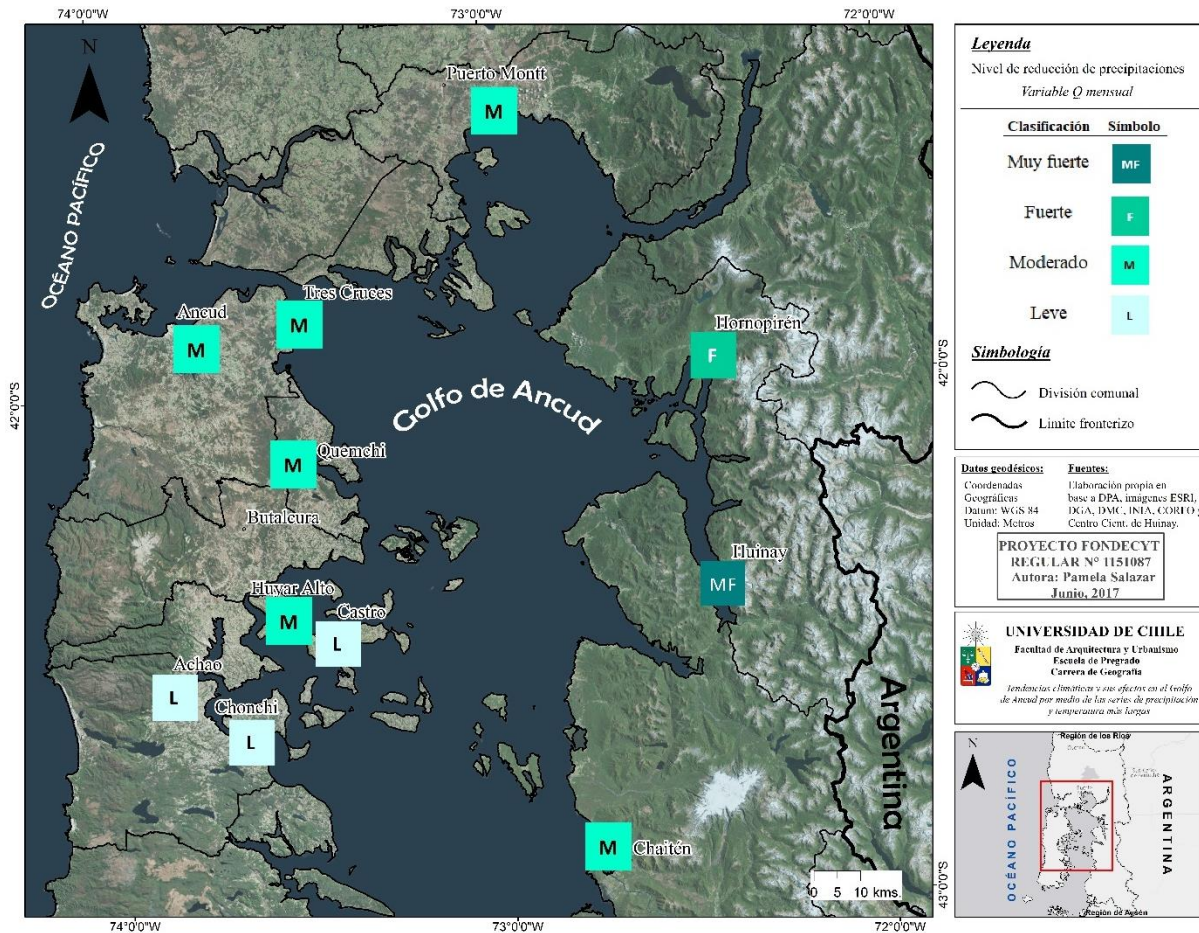 74°0'0"W
73°0'0"W
72°0'0"W
N
Puerto Montt
M
OCÉANO PACÍFICO
Tres Cruces
M
Ancud
M
Hornopirén
F
42°0'0"S
42°0'0"S
Golfo de Ancud
Quemchi
M
Butalcura
Huinay
MF
Huyar Alto
M
Castro
L
Achao
L
Chonchi
L
Argentina
Chaitén
M
0 5 10 kms.
43°0'0"S
74°0'0"W
73°0'0"W
72°0'0"W
Leyenda
Nivel de reducción de precipitaciones
Variable Q mensual
Clasificación Símbolo
Muy fuerte MF
Fuerte F
Moderado M
Leve L
Simbología
División comunal
Límite fronterizo
Datos geodésicos:
Coordenadas
Geográficas
Datum: WGS 84
Unidad: Metros
Fuentes:
Elaboración propia en
base a DPA, imágenes ESRI,
DGA, DMC, INIA, CORFO y
Centro Cient. de Huinay.
PROYECTO FONDECYT
REGULAR Nº 1151087
Autora: Pamela Salazar
Junio, 2017
UNIVERSIDAD DE CHILE
Facultad de Arquitectura y Urbanismo
Escuela de Pregrado
Carrera de Geografía
Tendencias climáticas y sus efectos en el Golfo
de Ancud por medio de las series de precipitación
y temperatura más largas
N
Región de los Ríos
OCÉANO PACÍFICO
ARGENTINA
Región de Aysén